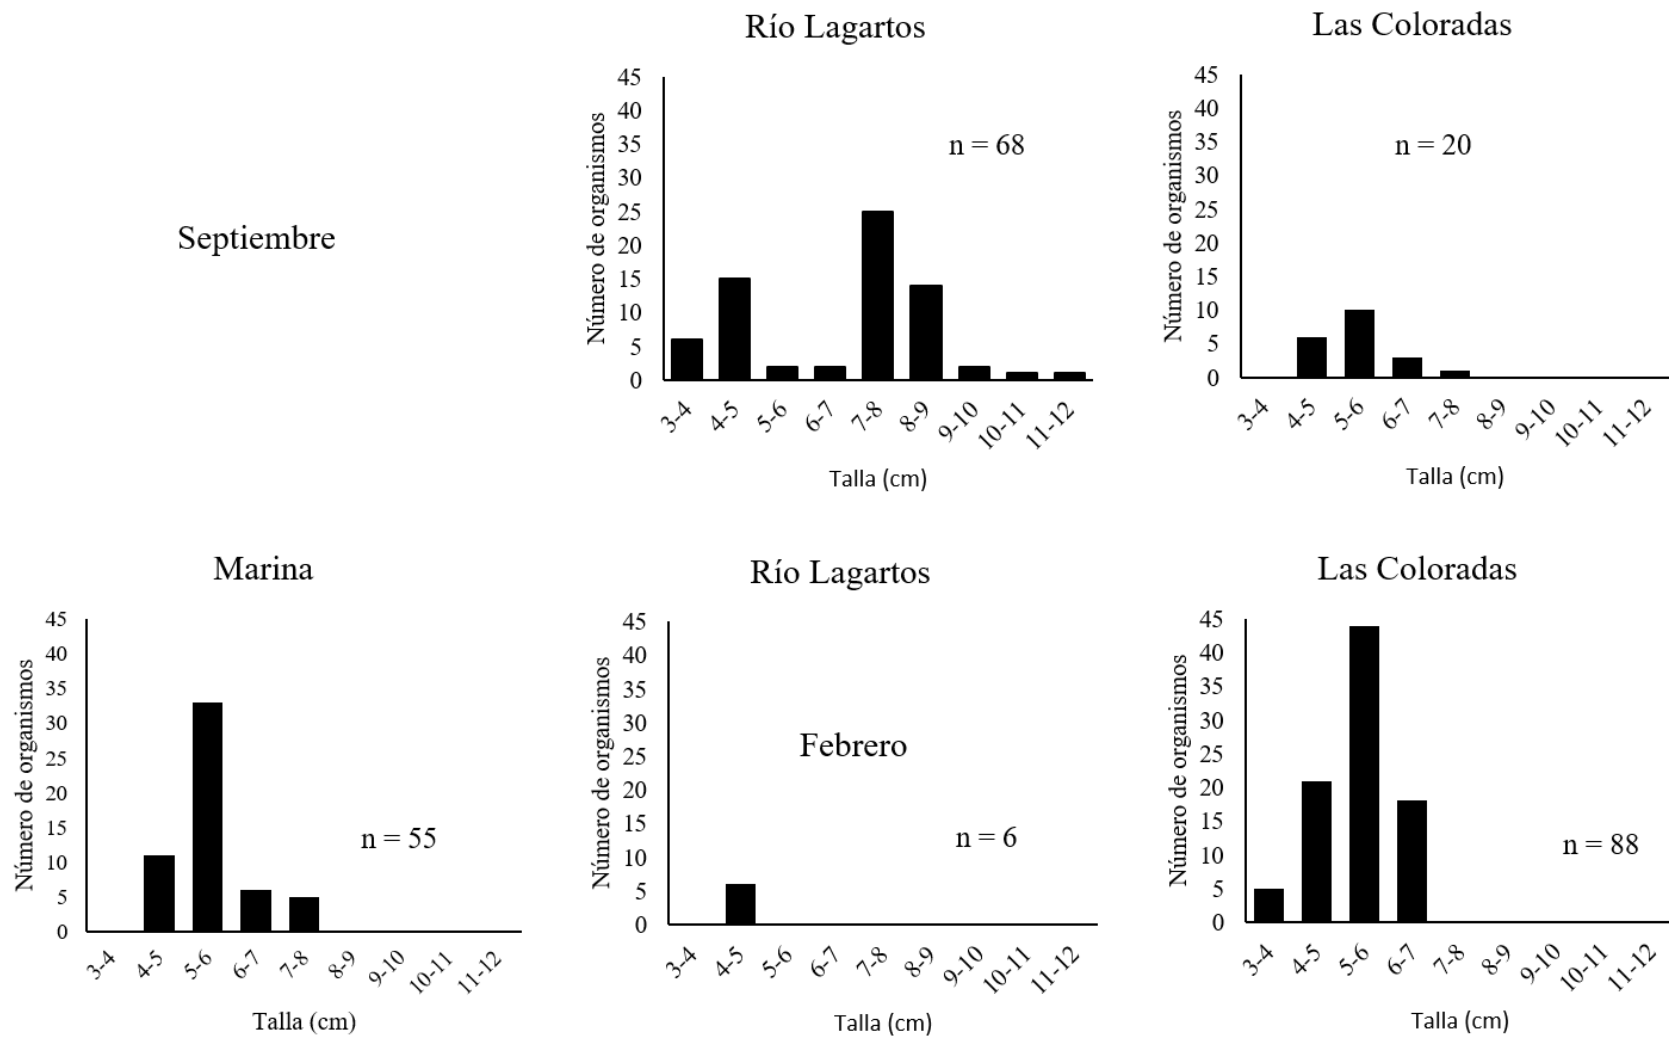 Río Lagartos
Las Coloradas
Septiembre
Número de organismos
45
40
35
30
25
20
15
10
5
0
n = 68
3-4 4-5 5-6 6-7 7-8 8-9 9-10 10-11 11-12
Talla (cm)
Número de organismos
45
40
35
30
25
20
15
10
5
0
n = 20
3-4 4-5 5-6 6-7 7-8 8-9 9-10 10-11 11-12
Talla (cm)
Marina
Número de organismos
45
40
35
30
25
20
15
10
5
0
n = 55
3-4 4-5 5-6 6-7 7-8 8-9 9-10 10-11 11-12
Talla (cm)
Río Lagartos
Número de organismos
45
40
35
30
25
20
15
10
5
0
Febrero
n = 6
3-4 4-5 5-6 6-7 7-8 8-9 9-10 10-11 11-12
Talla (cm)
Las Coloradas
Número de organismos
45
40
35
30
25
20
15
10
5
0
n = 88
3-4 4-5 5-6 6-7 7-8 8-9 9-10 10-11 11-12
Talla (cm)